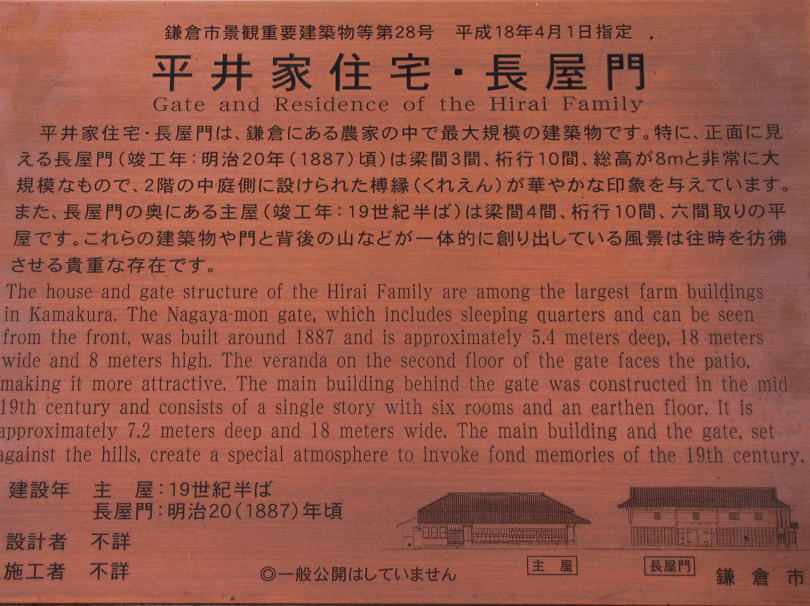 鎌倉市景観重要建築物等第28号　平成18年4月1日指定
平井家住宅・長屋門
Gate and Residence of the Hirai Family
平井家住宅・長屋門は、鎌倉にある農家の中で最大規模の建築物です。特に、正面に見
える長屋門（竣工年：明治20年（1887）頃）は梁間3間、桁行10間、総高が8mと非常に大
規模なもので、2階の中庭側に設けられた榑縁（くれえん）が華やかな印象を与えています。
また、長屋門の奥にある主屋（竣工年：19世紀半ば）は梁間4間、桁行10間、六間取りの平
屋です。これらの建築物や門と背後の山などが一体的に創り出している風景は往時を彷彿
させる貴重な存在です。
The house and gate structure of the Hirai Family are among the largest farm buildings
in Kamakura. The Nagaya-mon gate, which includes sleeping quarters and can be seen
from the front, was built around 1887 and is approximately 5.4 meters deep, 18 meters
wide and 8 meters high. The veranda on the second floor of the gate faces the patio,
making it more attractive. The main building behind the gate was constructed in the mid
19th century and consists of a single story with six rooms and an earthen floor. It is
approximately 7.2 meters deep and 18 meters wide. The main building and the gate, set
against the hills, create a special atmosphere to invoke fond memories of the 19th century.
建設年　主　屋：19世紀半ば
長屋門：明治20（1887）年頃
設計者　不詳
施工者　不詳
◎一般公開はしていません
主　屋
長屋門
鎌　倉　市